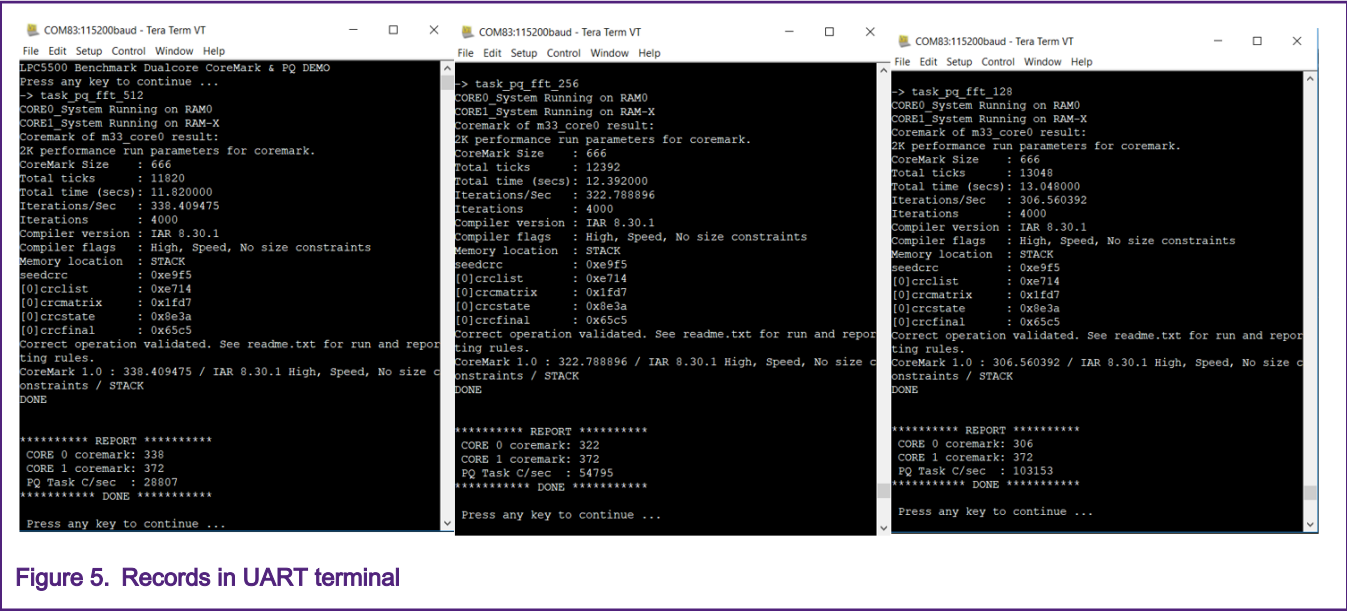 COM83:115200baud - Tera Term VT
File Edit Setup Control Window Help
LPC5500 Benchmark Dualcore CoreMark & PQ DEMO
Press any key to continue ...
-> task_pq_fft_512
CORE0_System Running on RAM0
CORE1_System Running on RAM-X
Coremark of m33_core0 result:
2K performance run parameters for coremark.
CoreMark Size : 666
Total ticks : 11820
Total time (secs): 11.820000
Iterations/Sec : 338.409475
Iterations : 4000
Compiler version : IAR 8.30.1
Compiler flags : High, Speed, No size constraints
Memory location : STACK
seedcrc : 0xe9f5
[0]crclist : 0xe714
[0]crcmatrix : 0x1fd7
[0]crcstate : 0x8e3a
[0]crcfinal : 0x65c5
Correct operation validated. See readme.txt for run and repor
ting rules.
CoreMark 1.0 : 338.409475 / IAR 8.30.1 High, Speed, No size c
onstraints / STACK
DONE
********** REPORT **********
CORE 0 coremark: 338
CORE 1 coremark: 372
PQ Task C/sec : 28807
*********** DONE ***********
Press any key to continue ...
COM83:115200baud - Tera Term VT
File Edit Setup Control Window Help
-> task_pq_fft_256
CORE0_System Running on RAM0
CORE1_System Running on RAM-X
Coremark of m33_core0 result:
2K performance run parameters for coremark.
CoreMark Size : 666
Total ticks : 12392
Total time (secs): 12.392000
Iterations/Sec : 322.788896
Iterations : 4000
Compiler version : IAR 8.30.1
Compiler flags : High, Speed, No size constraints
Memory location : STACK
seedcrc : 0xe9f5
[0]crclist : 0xe714
[0]crcmatrix : 0x1fd7
[0]crcstate : 0x8e3a
[0]crcfinal : 0x65c5
Correct operation validated. See readme.txt for run and repor
ting rules.
CoreMark 1.0 : 322.788896 / IAR 8.30.1 High, Speed, No size c
onstraints / STACK
DONE
********** REPORT **********
CORE 0 coremark: 322
CORE 1 coremark: 372
PQ Task C/sec : 54795
*********** DONE ***********
Press any key to continue ...
COM83:115200baud - Tera Term VT
File Edit Setup Control Window Help
-> task_pq_fft_128
CORE0_System Running on RAM0
CORE1_System Running on RAM-X
Coremark of m33_core0 result:
2K performance run parameters for coremark.
CoreMark Size : 666
Total ticks : 13048
Total time (secs): 13.048000
Iterations/Sec : 306.560392
Iterations : 4000
Compiler version : IAR 8.30.1
Compiler flags : High, Speed, No size constraints
Memory location : STACK
seedcrc : 0xe9f5
[0]crclist : 0xe714
[0]crcmatrix : 0x1fd7
[0]crcstate : 0x8e3a
[0]crcfinal : 0x65c5
Correct operation validated. See readme.txt for run and repor
ting rules.
CoreMark 1.0 : 306.560392 / IAR 8.30.1 High, Speed, No size c
onstraints / STACK
DONE
********** REPORT **********
CORE 0 coremark: 306
CORE 1 coremark: 372
PQ Task C/sec : 103153
*********** DONE ***********
Press any key to continue ...
Figure 5. Records in UART terminal